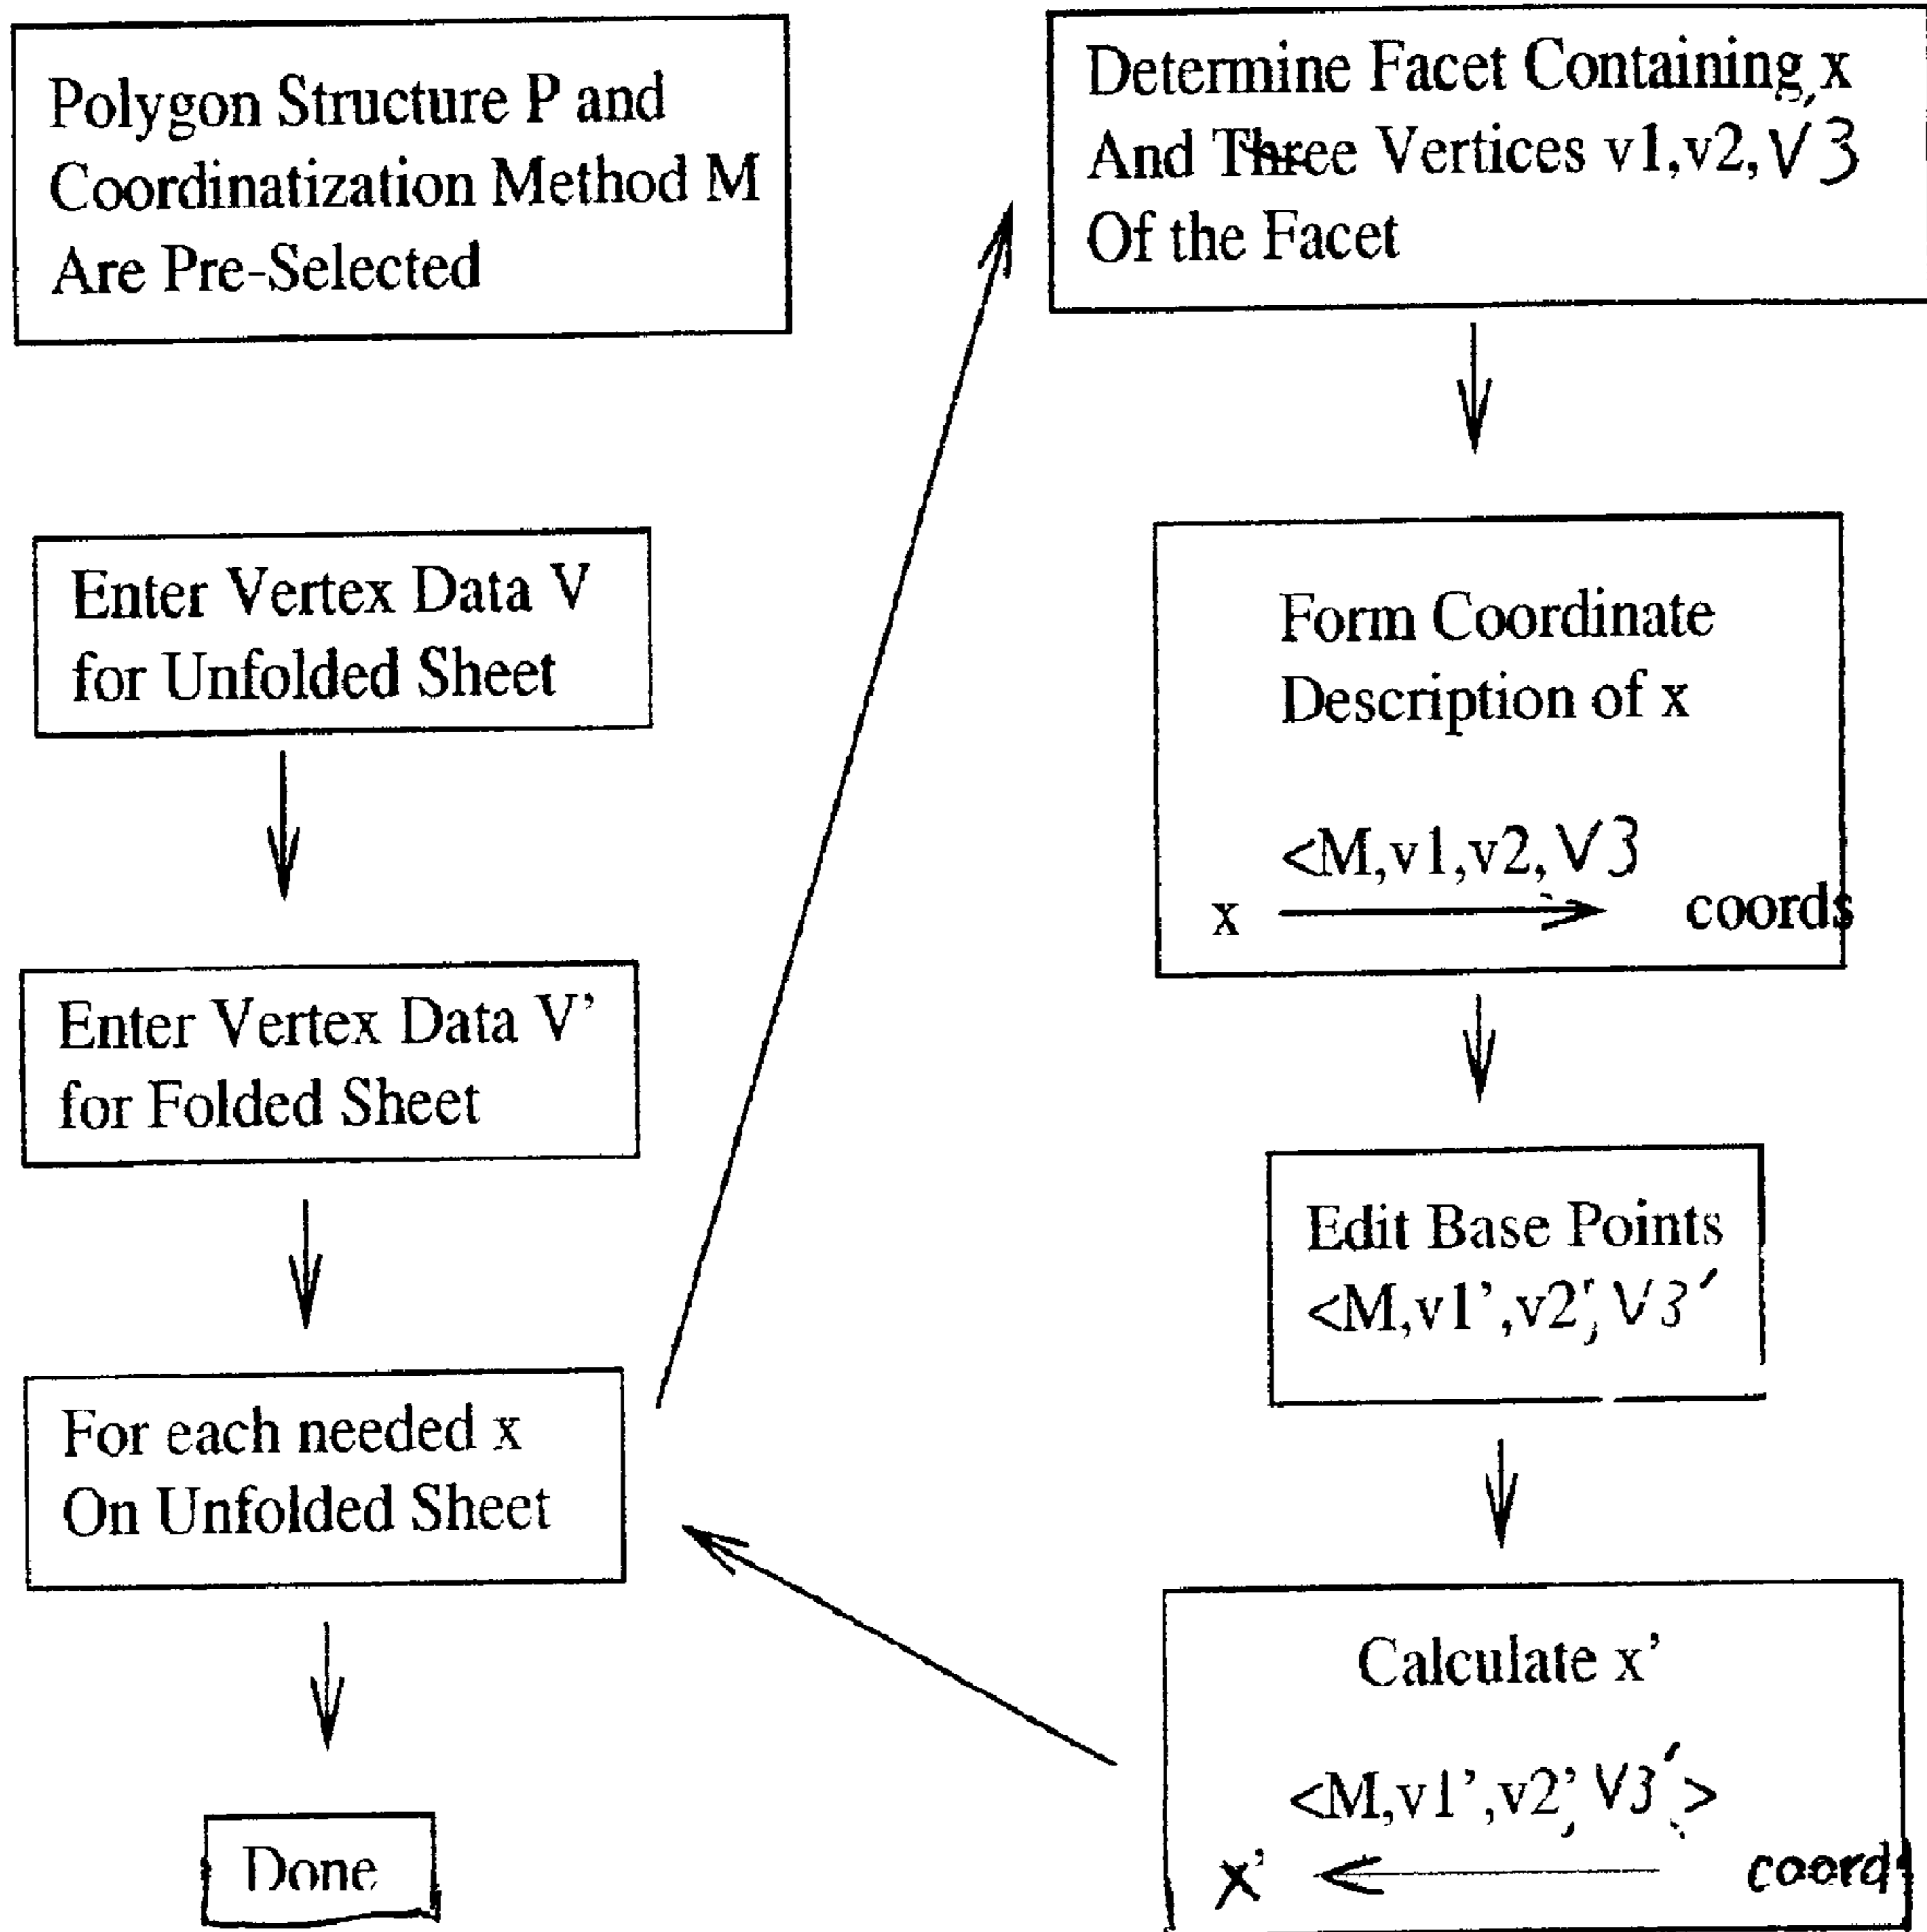 Polygon Structure P and
Coordinatization Method M
Are Pre-Selected
Enter Vertex Data V
for Unfolded Sheet
Enter Vertex Data V'
for Folded Sheet
For each needed x
On Unfolded Sheet
Done
Determine Facet Containing x
And Three Vertices v1,v2, V3
Of the Facet
Form Coordinate
Description of x
<M,v1,v2, V3
x coords
Edit Base Points
<M,v1',v2', V3'
Calculate x'
<M,v1',v2', V3'>
x' coord